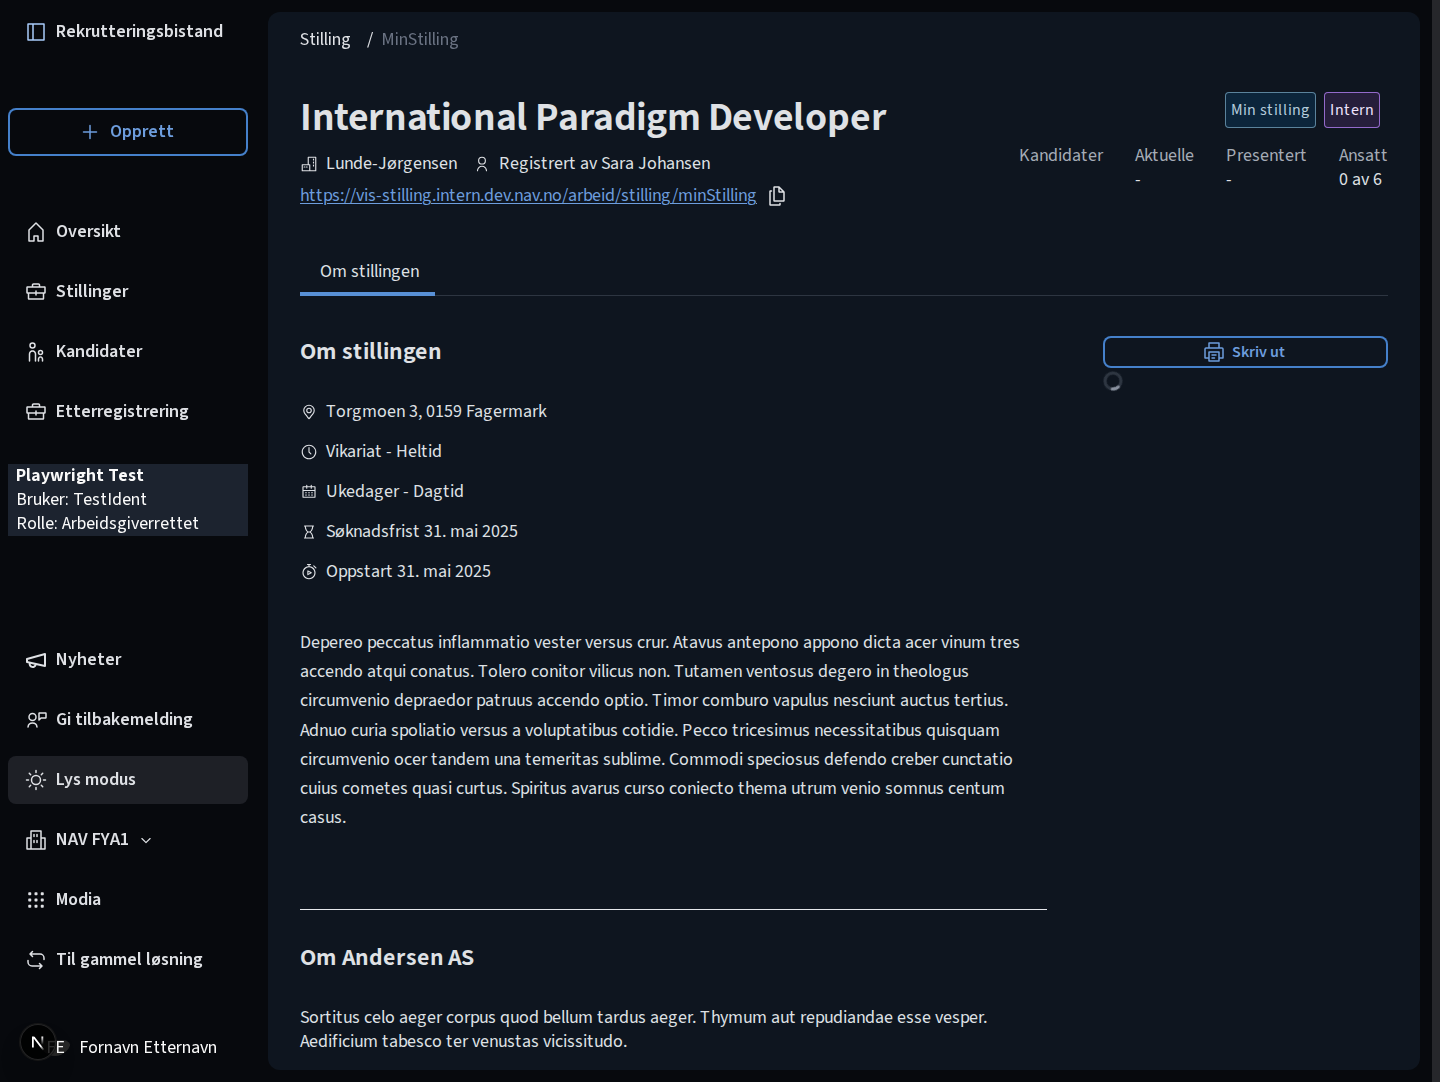 Rekrutteringsbistand
Opprett
Oversikt
Stillinger
Kandidater
Etterregistrering
Playwright Test
Bruker: TestIdent
Rolle: Arbeidsgiverrettet
Nyheter
Gi tilbakemelding
Lys modus
NAV FYA1
Modia
Til gammel løsning
N
FE
Fornavn Etternavn
Stilling / MinStilling
International Paradigm Developer
Min stilling
Intern
Lunde-Jørgensen
Registrert av Sara Johansen
https://vis-stilling.intern.dev.nav.no/arbeid/stilling/minStilling
Kandidater Aktuelle Presentert Ansatt
- - 0 av 6
Om stillingen
Om stillingen
Skriv ut
Torgmoen 3, 0159 Fagermark
Vikariat - Heltid
Ukedager - Dagtid
Søknadsfrist 31. mai 2025
Oppstart 31. mai 2025
Depereo peccatus inflammatio vester versus crur. Atavus antepono appono dicta acer vinum tres
accendo atqui conatus. Tolero conitor vilicus non. Tutamen ventosus degero in theologus
circumvenio depraedor patruus accendo optio. Timor comburo vapulus nesciunt auctus tertius.
Adnuo curia spoliatio versus a voluptatibus cotidie. Pecco tricesimus necessitatibus quisquam
circumvenio ocer tandem una temeritas sublime. Commodi speciosus defendo creber cunctatio
cuius cometes quasi curtus. Spiritus avarus curso coniecto thema utrum venio somnus centum
casus.
Om Andersen AS
Sortitus celo aeger corpus quod bellum tardus aeger. Thymum aut repudiandae esse vesper.
Aedificium tabesco ter venustas vicissitudo.